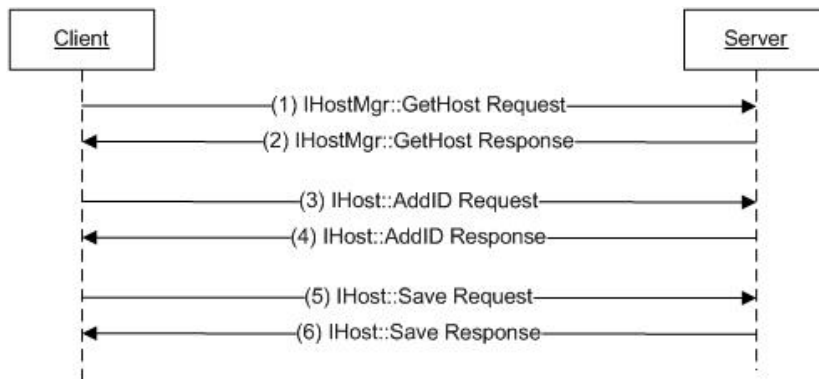 Client
Server
(1) IHostMgr::GetHost Request
(2) IHostMgr::GetHost Response
(3) IHost::AddID Request
(4) IHost::AddID Response
(5) IHost::Save Request
(6) IHost::Save Response